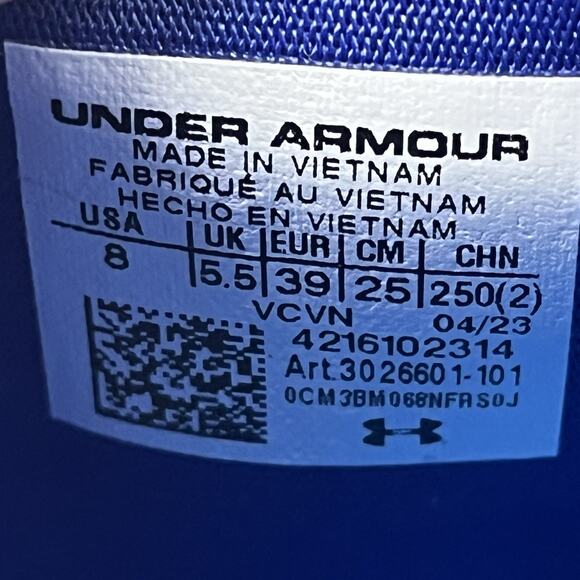 UNDER ARMOUR
MADE IN VIETNAM
FABRIQUÉ AU VIETNAM
HECHO EN VIETNAM
USA UK EUR CM CHN
8 5.5 39 25 250(2)
VCVN 04/23
4216102314
Art.3026601-101
0CM3BM068NFRS0J